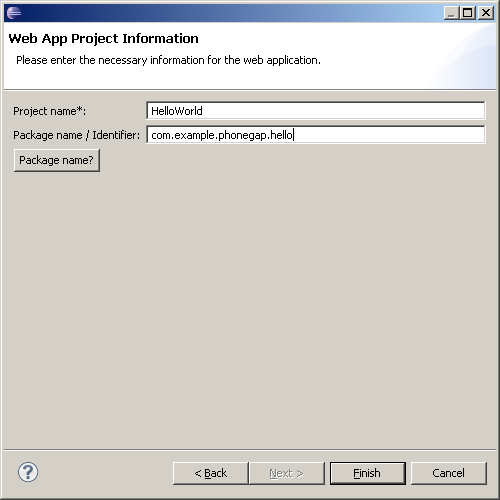 Web App Project Information
Please enter the necessary information for the web application.
Project name*: HelloWorld
Package name / Identifier: com.example.phonegap.hello
Package name?
? < Back Next > Finish Cancel